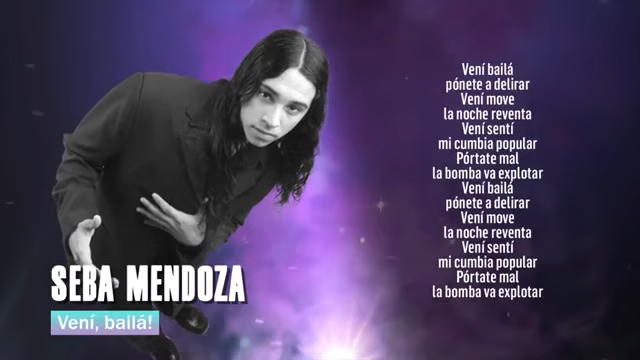 Vení bailá
pónete a delirar
Vení move
la noche reventa
Vení sentí
mi cumbia popular
Pórtate mal
la bomba va explotar
Vení bailá
pónete a delirar
Vení move
la noche reventa
Vení sentí
mi cumbia popular
Pórtate mal
la bomba va explotar
SEBA MENDOZA
Vení, bailá!